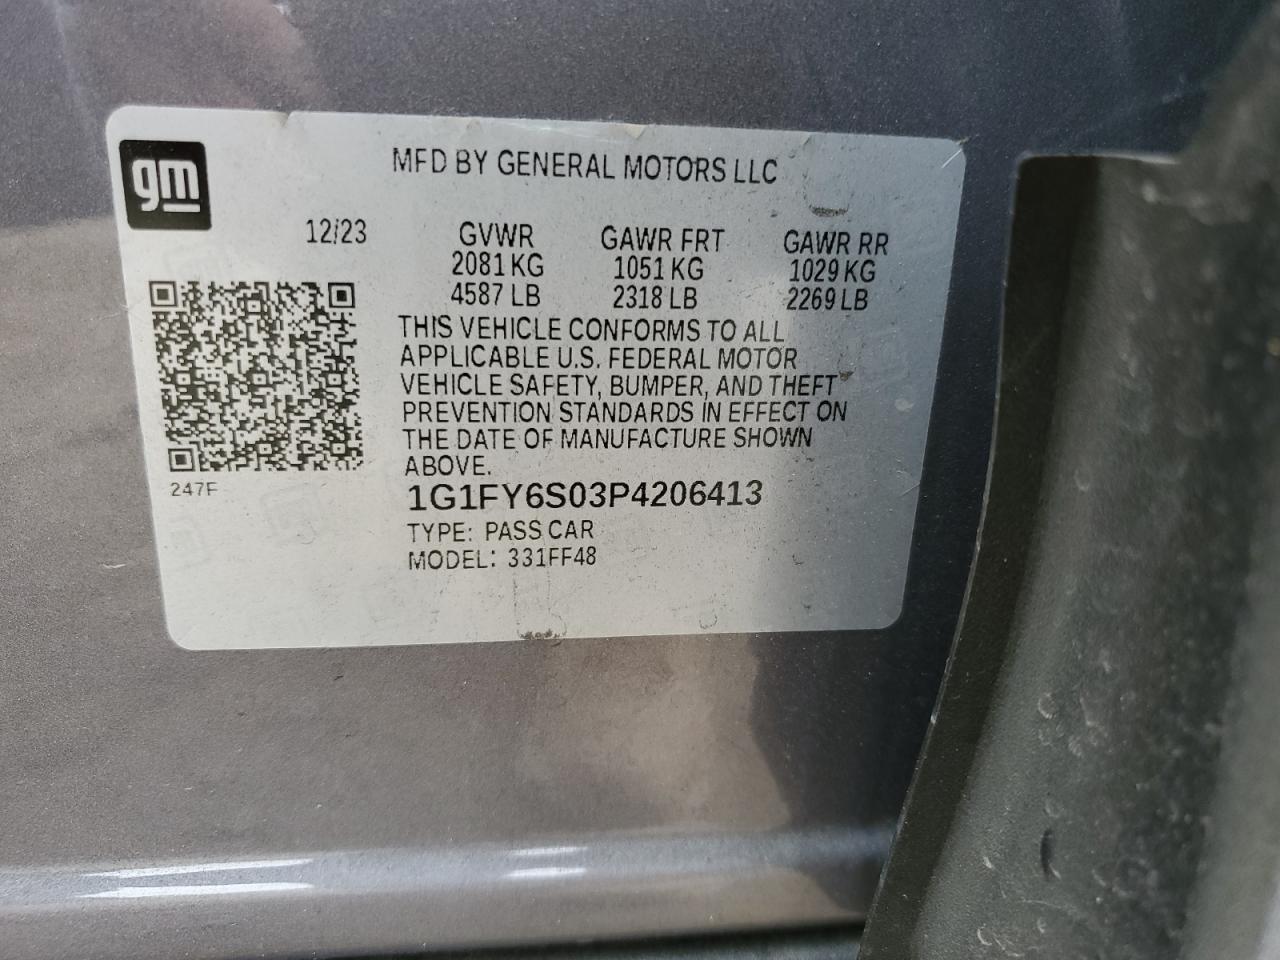 gm
MFD BY GENERAL MOTORS LLC
12/23 GVWR GAWR FRT GAWR RR
2081 KG 1051 KG 1029 KG
4587 LB 2318 LB 2269 LB
THIS VEHICLE CONFORMS TO ALL
APPLICABLE U.S. FEDERAL MOTOR
VEHICLE SAFETY, BUMPER, AND THEFT
PREVENTION STANDARDS IN EFFECT ON
THE DATE OF MANUFACTURE SHOWN
ABOVE.
247F
1G1FY6S03P4206413
TYPE: PASS CAR
MODEL: 331FF48